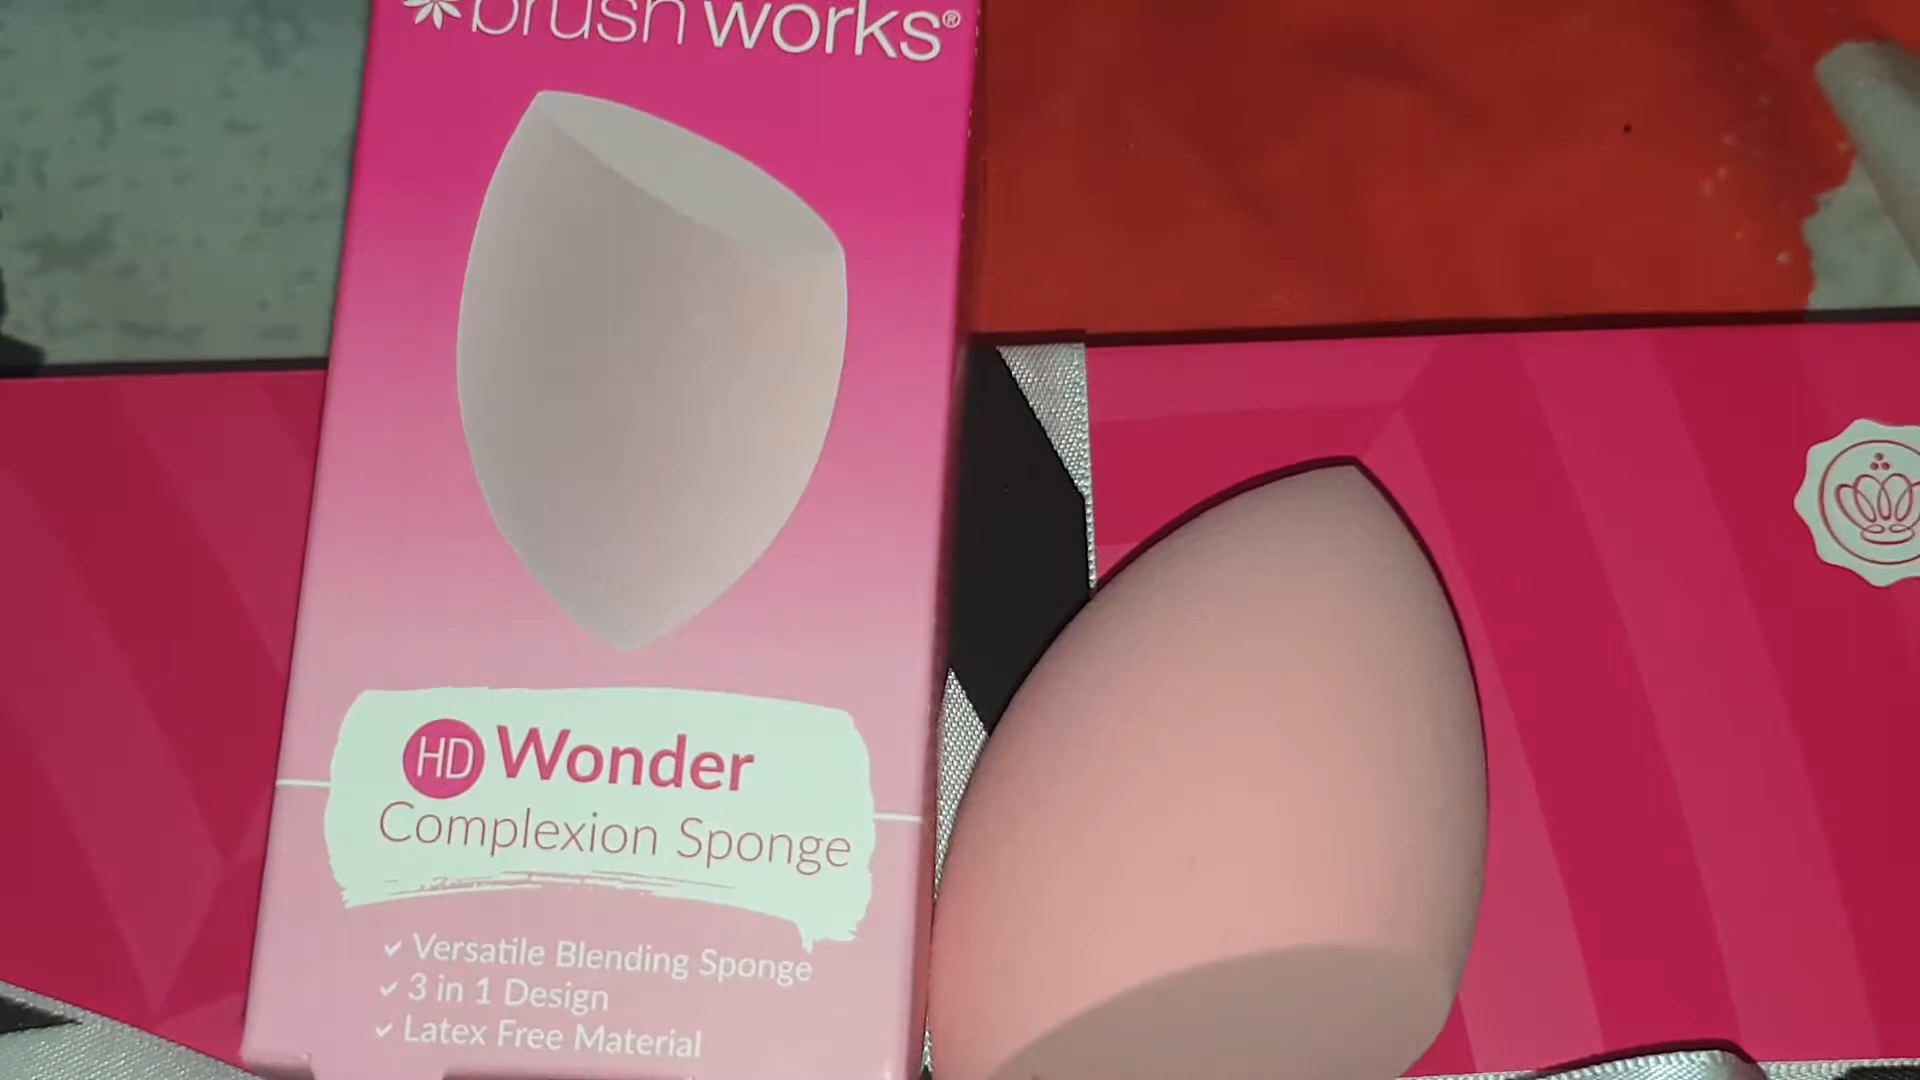 brushworks®
HD Wonder
Complexion Sponge
✓ Versatile Blending Sponge
✓ 3 in 1 Design
✓ Latex Free Material